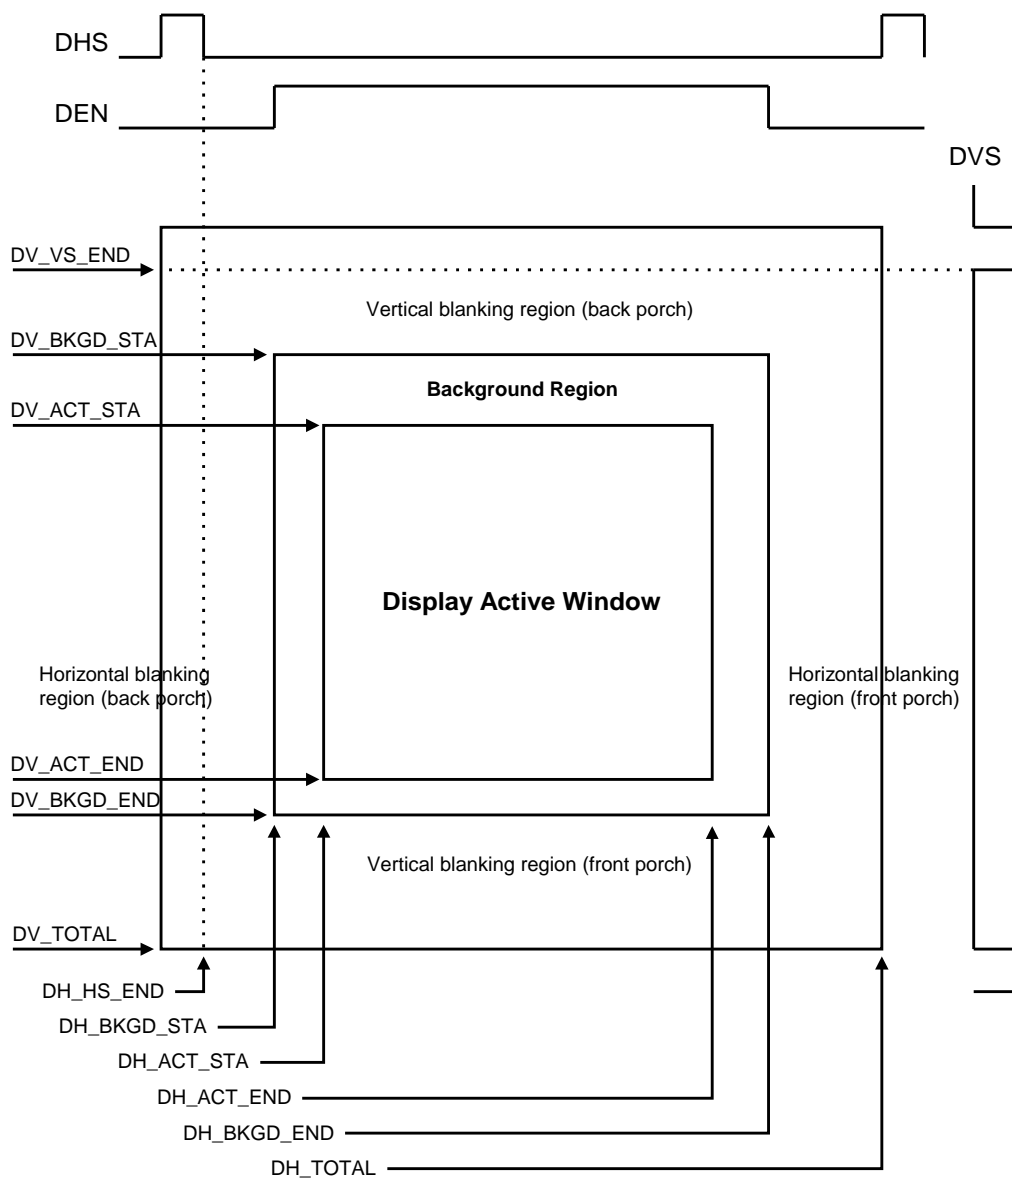 DHS
DEN
DVS
DV_VS_END
Vertical blanking region (back porch)
DV_BKGD_STA
Background Region
DV_ACT_STA
Display Active Window
Horizontal blanking
region (back porch)
Horizontal blanking
region (front porch)
DV_ACT_END
DV_BKGD_END
Vertical blanking region (front porch)
DV_TOTAL
DH_HS_END
DH_BKGD_STA
DH_ACT_STA
DH_ACT_END
DH_BKGD_END
DH_TOTAL